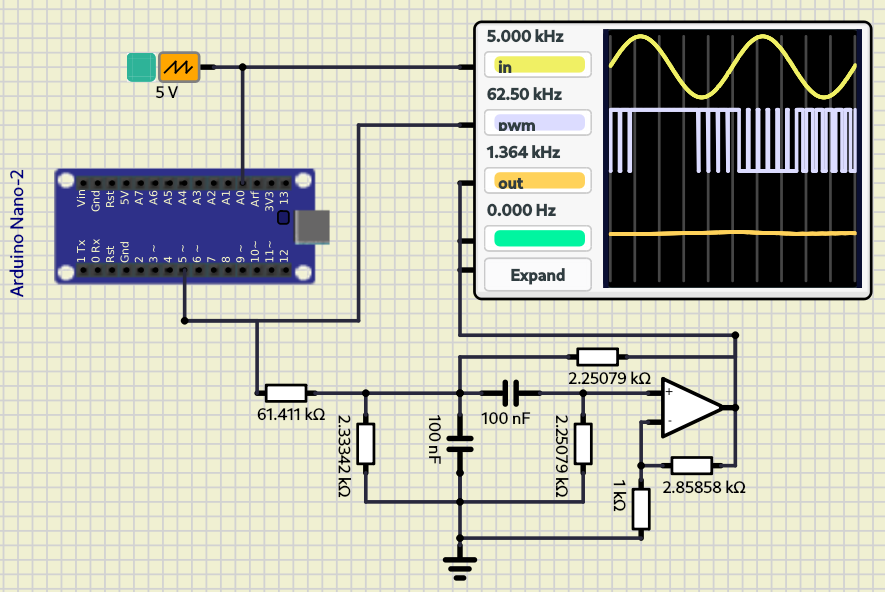 5.000 kHz
in
62.50 kHz
pwm
1.364 kHz
out
0.000 Hz
Expand
5 V
Arduino Nano-2
Vin Gnd Rst 5V A7 A6 A5 A4 A3 A2 A1 A0 Arf 3V3 13
1 Tx 0 Rx Rst Gnd 2 3 ~ 4 5 ~ 6 ~ 7 8 9 ~ 10~ 11~ 12
2.25079 kΩ
61.411 kΩ
2.33342 kΩ
100 nF
100 nF
2.25079 kΩ
+
-
2.85858 kΩ
1 kΩ